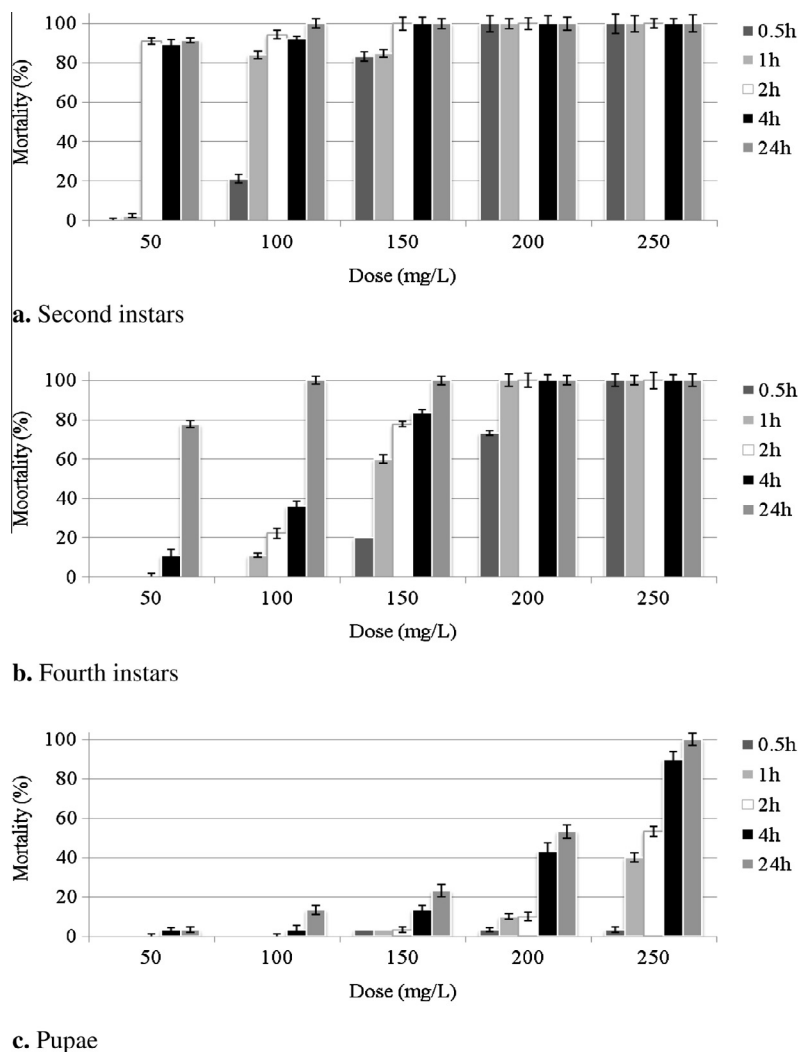 100
80
60
40
20
0
Mortality (%)
50 100 150 200 250
Dose (mg/L)
0.5h
1h
2h
4h
24h
a. Second instars
100
80
60
40
20
0
Moortality (%)
50 100 150 200 250
Dose (mg/L)
0.5h
1h
2h
4h
24h
b. Fourth instars
100
80
60
40
20
0
Mortality (%)
50 100 150 200 250
Dose (mg/L)
0.5h
1h
2h
4h
24h
c. Pupae